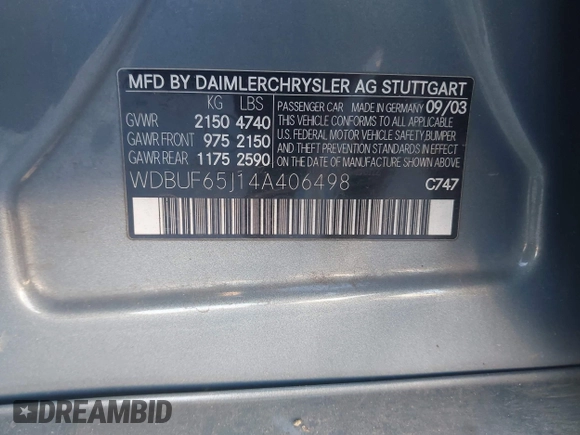 MFD BY DAIMLERCHRYSLER AG STUTTGART
KG LBS
GVWR 2150 4740
GAWR FRONT 975 2150
GAWR REAR 1175 2590
PASSENGER CAR MADE IN GERMANY 09/03
THIS VEHICLE CONFORMS TO ALL APPLICABLE
U.S. FEDERAL MOTOR VEHICLE SAFETY, BUMPER
AND THEFT PREVENTION STANDARDS IN EFFECT
ON THE DATE OF MANUFACTURE SHOWN ABOVE.
WDBUF65J14A406498 C747
DREAMBID